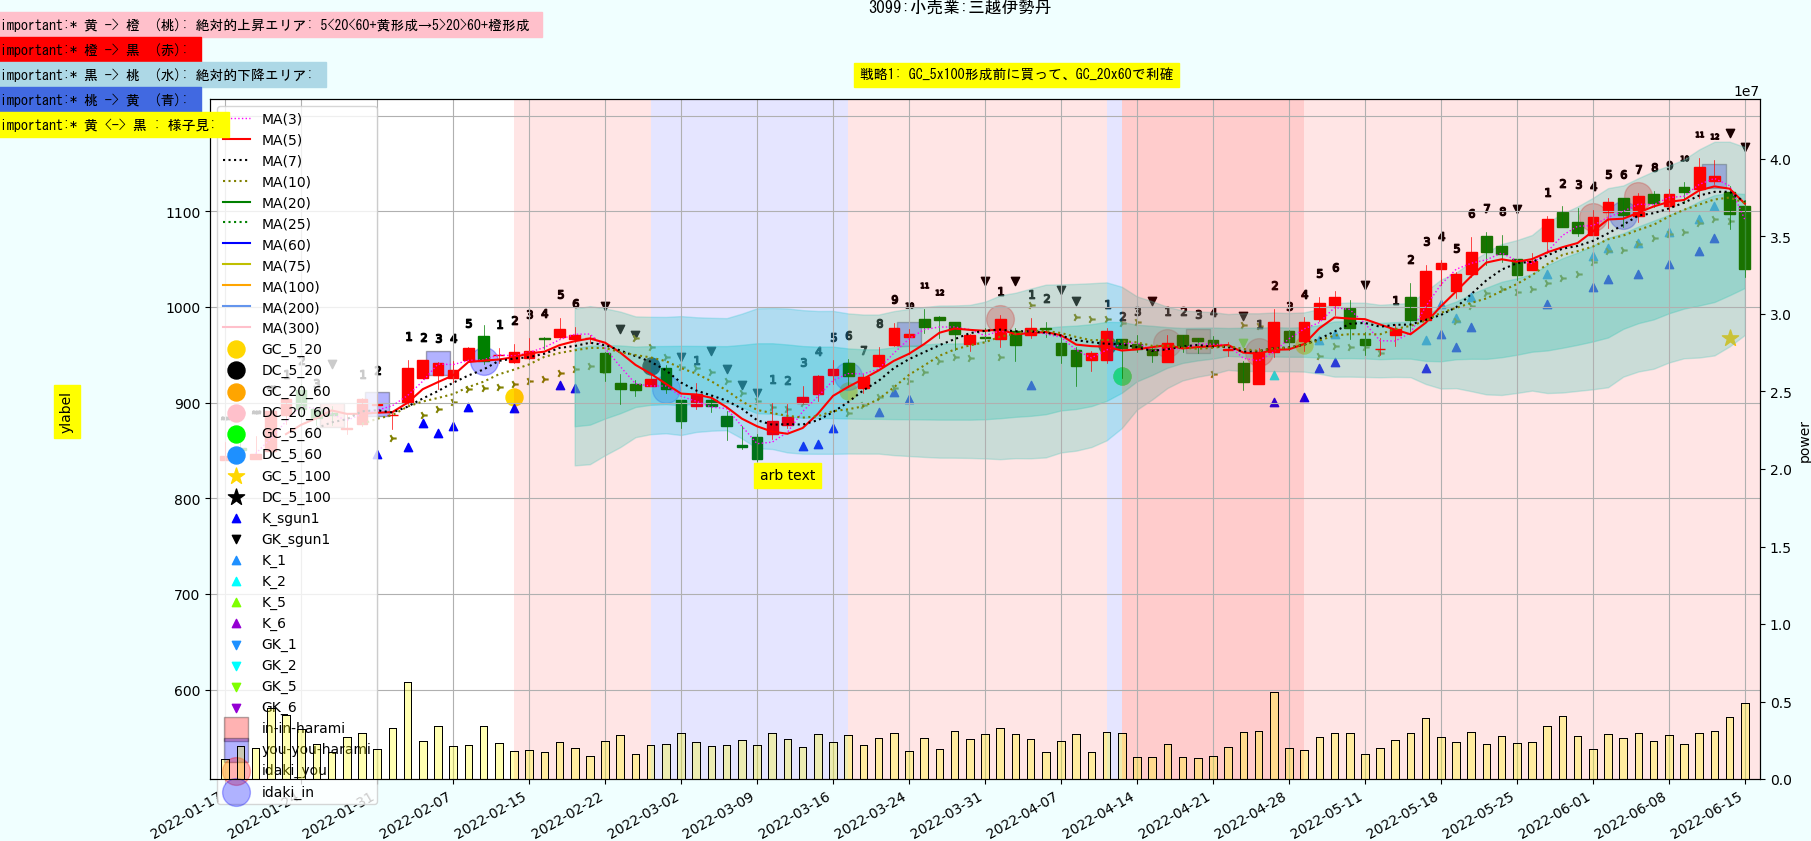 3099:小売業:三越伊勢丹
important:* 黄 -> 橙 (桃): 絶対的上昇エリア: 5<20<60+黄形成→5>20>60+橙形成
important:* 橙 -> 黒 (赤):
important:* 黒 -> 桃 (水): 絶対的下降エリア:
戦略1: GC_5x100形成前に買って、GC_20x60で利確
important:* 桃 -> 黄 (青):
important:* 黄 <-> 黒 : 様子見:
1e7
MA(3)
MA(5)
MA(7)
MA(10)
MA(20)
MA(25)
MA(60)
MA(75)
MA(100)
MA(200)
MA(300)
GC_5_20
DC_5_20
GC_20_60
DC_20_60
GC_5_60
DC_5_60
GC_5_100
DC_5_100
K_sgun1
GK_sgun1
K_1
K_2
K_5
K_6
GK_1
GK_2
GK_5
GK_6
in-in-harami
you-you-harami
idaki_you
idaki_in
ylabel
1100
1000
900
800
700
600
arb text
4.0
3.5
3.0
2.5
2.0
1.5
1.0
0.5
0.0
power
2022-01-17
2022-01-24
2022-01-31
2022-02-07
2022-02-15
2022-02-22
2022-03-02
2022-03-09
2022-03-16
2022-03-24
2022-03-31
2022-04-07
2022-04-14
2022-04-21
2022-04-28
2022-05-11
2022-05-18
2022-05-25
2022-06-01
2022-06-08
2022-06-15